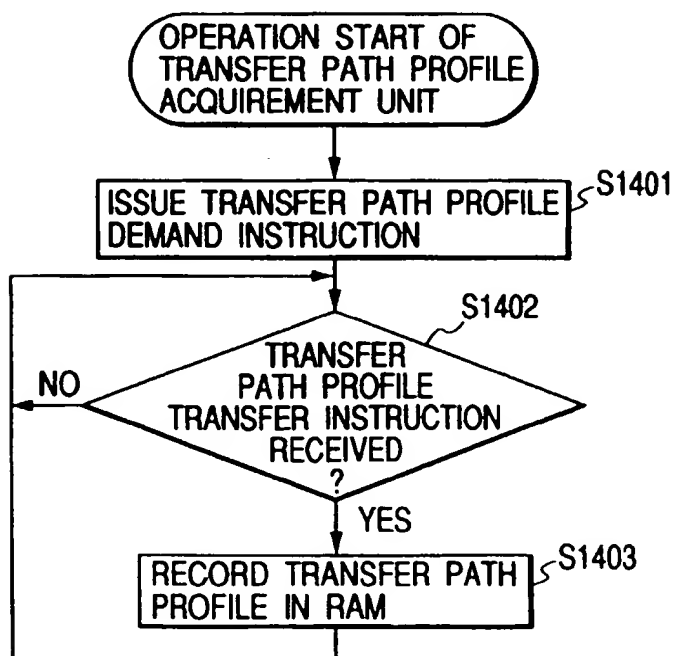 OPERATION START OF
TRANSFER PATH PROFILE
ACQUIREMENT UNIT
S1401
ISSUE TRANSFER PATH PROFILE
DEMAND INSTRUCTION
S1402
TRANSFER
PATH PROFILE
TRANSFER INSTRUCTION
RECEIVED
?
NO
YES
S1403
RECORD TRANSFER PATH
PROFILE IN RAM